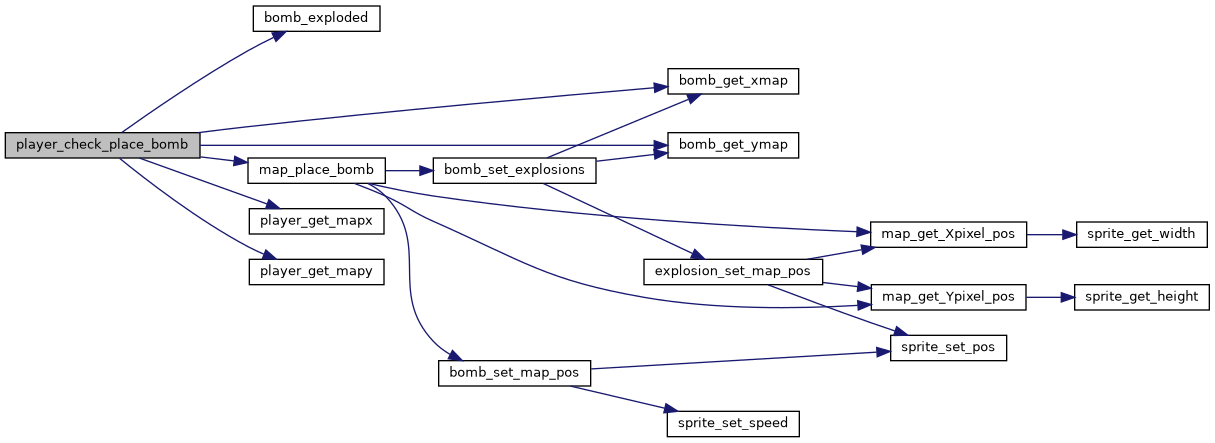 bomb_exploded
bomb_get_xmap
player_check_place_bomb
bomb_get_ymap
map_place_bomb
bomb_set_explosions
player_get_mapx
map_get_Xpixel_pos
sprite_get_width
player_get_mapy
explosion_set_map_pos
map_get_Ypixel_pos
sprite_get_height
sprite_set_pos
bomb_set_map_pos
sprite_set_speed